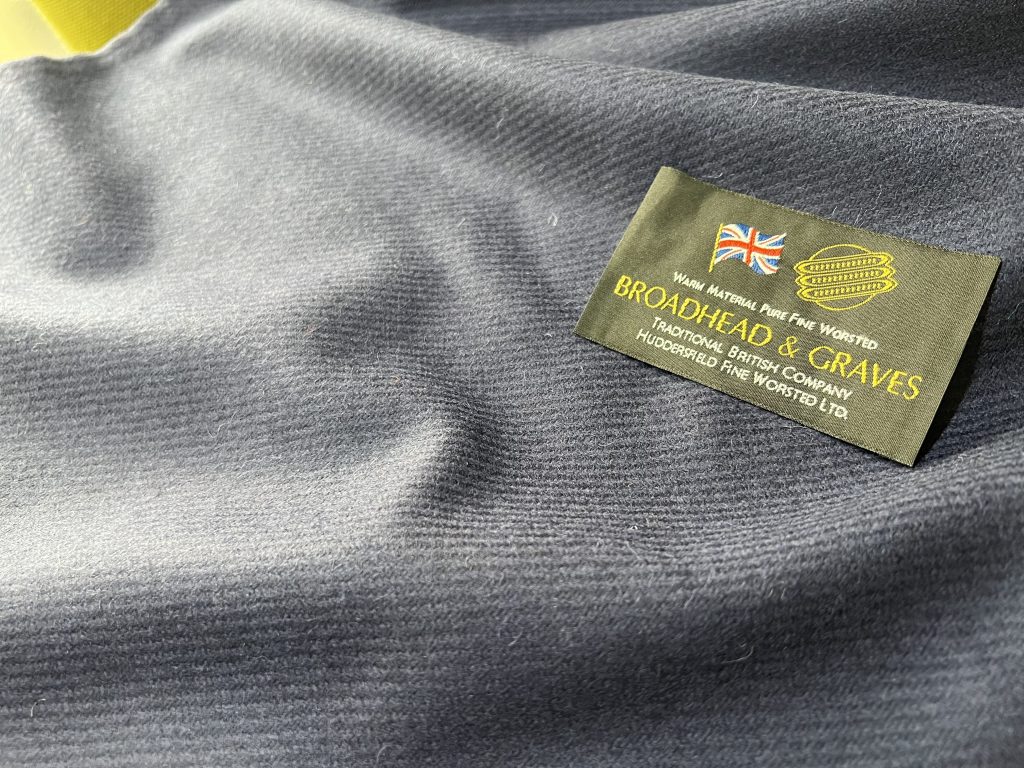 WARM MATERIAL PURE FINE WORSTED
BROADHEAD & GRAVES
TRADITIONAL BRITISH COMPANY
HUDDERSFIELD FINE WORSTED LTD.